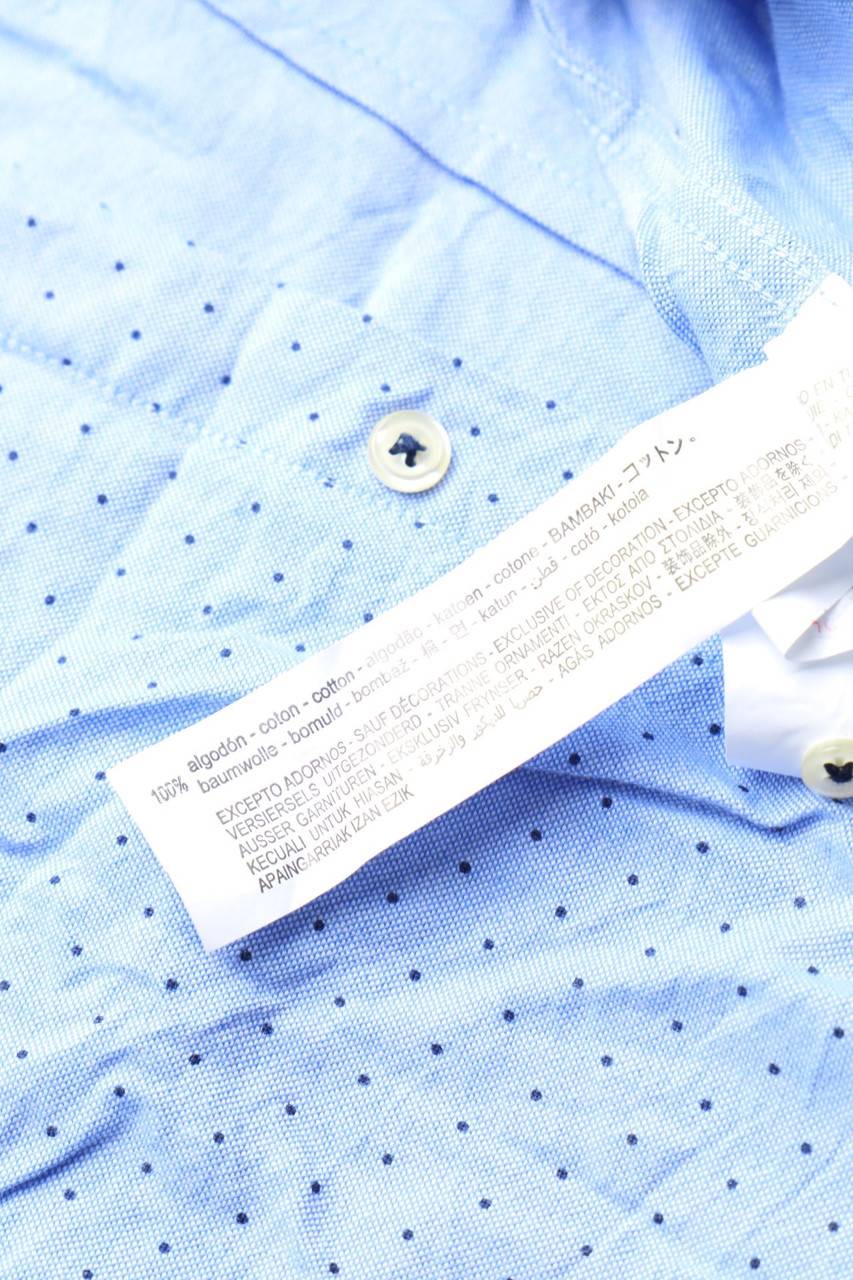 100% algodón - coton - cotton - algodão - katoen - cotone - BAMBAKI - コットン。
baumwolle - bomuld - bombaž - 棉 - 면 - katun - قطن - cotó - kotoia
EXCEPTO ADORNOS - SAUF DÉCORATIONS - EXCLUSIVE OF DECORATION - EXCEPTO ADORNOS -
VERSIERSELS UITGEZONDERD - TRANNE ORNAMENTI - ΕΚΤΟΣ ΑΠΟ ΣΤΟΛΙΔΙΑ - 装飾品を除く -
AUSSER GARNITUREN - EKSKLUSIV FRYNSER - RAZEN OKRASKOV - 装饰品除外 - 장식처리 제외 -
KECUALI UNTUK HIASAN - حصريا للديكور والزخرفة - AGÁS ADORNOS - EXCEPTE GUARNICIONS -
APAINGARRIAK IZAN EZIK